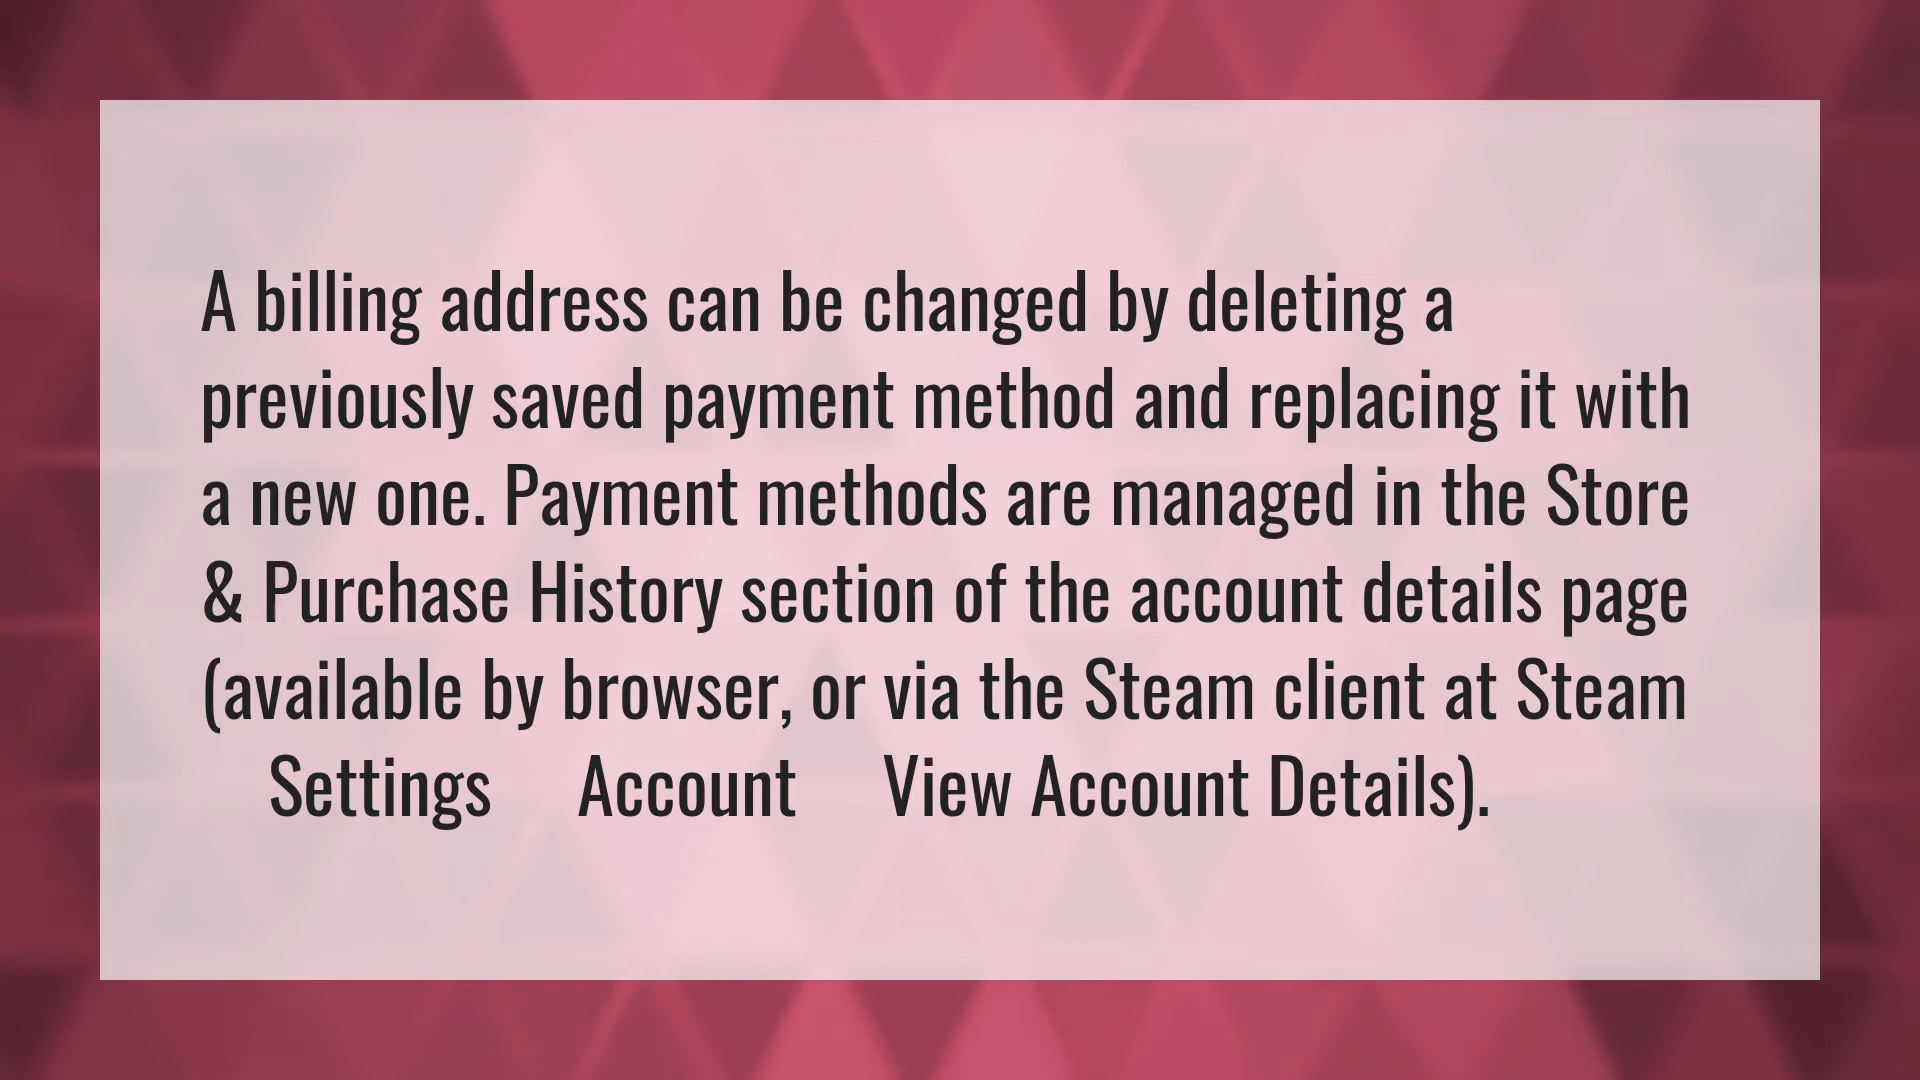 A billing address can be changed by deleting a
previously saved payment method and replacing it with
a new one. Payment methods are managed in the Store
& Purchase History section of the account details page
(available by browser, or via the Steam client at Steam
Settings Account View Account Details).